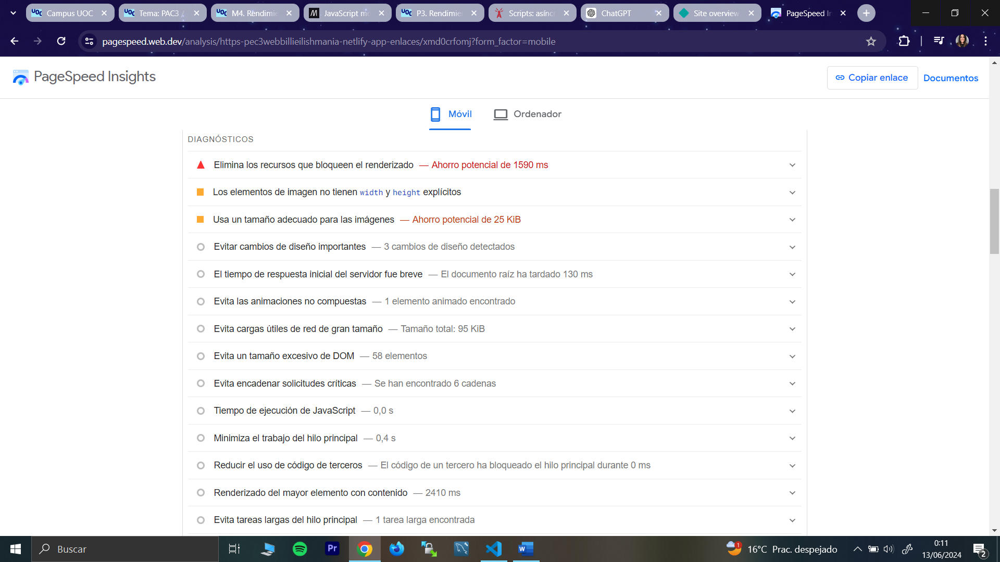 Campus UOC
Tema: PAC3 /
M4. Rendimie
JavaScript mo
P3. Rendimie
Scripts: asínc
ChatGPT
Site overview
PageSpeed In
pagespeed.web.dev/analysis/https-pec3webbillieilishmania-netlify-app-enlaces/xmd0crfomj?form_factor=mobile
PageSpeed Insights
Copiar enlace
Documentos
Móvil
Ordenador
DIAGNÓSTICOS
Elimina los recursos que bloqueen el renderizado — Ahorro potencial de 1590 ms
Los elementos de imagen no tienen width y height explícitos
Usa un tamaño adecuado para las imágenes — Ahorro potencial de 25 KiB
Evitar cambios de diseño importantes — 3 cambios de diseño detectados
El tiempo de respuesta inicial del servidor fue breve — El documento raíz ha tardado 130 ms
Evita las animaciones no compuestas — 1 elemento animado encontrado
Evita cargas útiles de red de gran tamaño — Tamaño total: 95 KiB
Evita un tamaño excesivo de DOM — 58 elementos
Evita encadenar solicitudes críticas — Se han encontrado 6 cadenas
Tiempo de ejecución de JavaScript — 0,0 s
Minimiza el trabajo del hilo principal — 0,4 s
Reducir el uso de código de terceros — El código de un tercero ha bloqueado el hilo principal durante 0 ms
Renderizado del mayor elemento con contenido — 2410 ms
Evita tareas largas del hilo principal — 1 tarea larga encontrada
Buscar
Pr
W
1
16°C Prac. despejado
0:11
13/06/2024
2